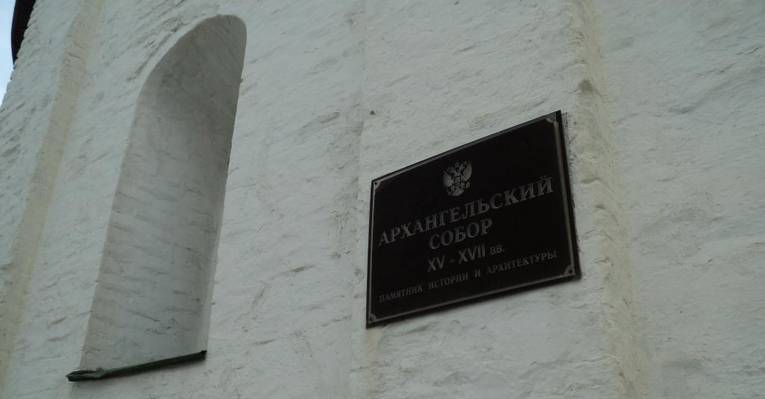 АРХАНГЕЛЬСКИЙ
СОБОР
XV - XVII вв.
ПАМЯТНИК ИСТОРИИ И АРХИТЕКТУРЫ